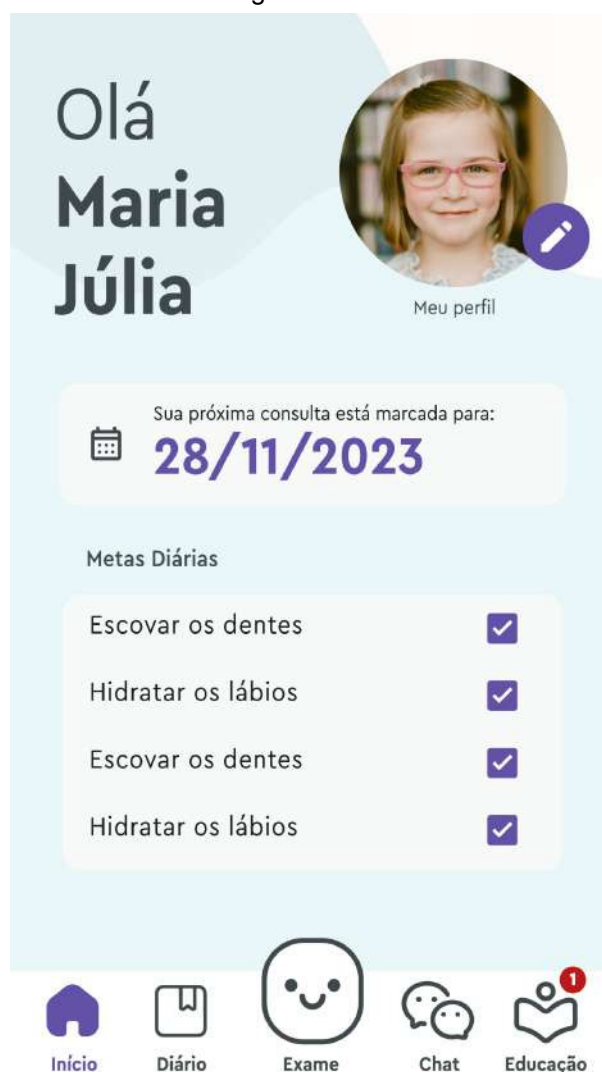 Olá
Maria
Júlia
Meu perfil
Sua próxima consulta está marcada para:
28/11/2023
Metas Diárias
Escovar os dentes
Hidratar os lábios
Escovar os dentes
Hidratar os lábios
1
Início
Diário
Exame
Chat
Educação